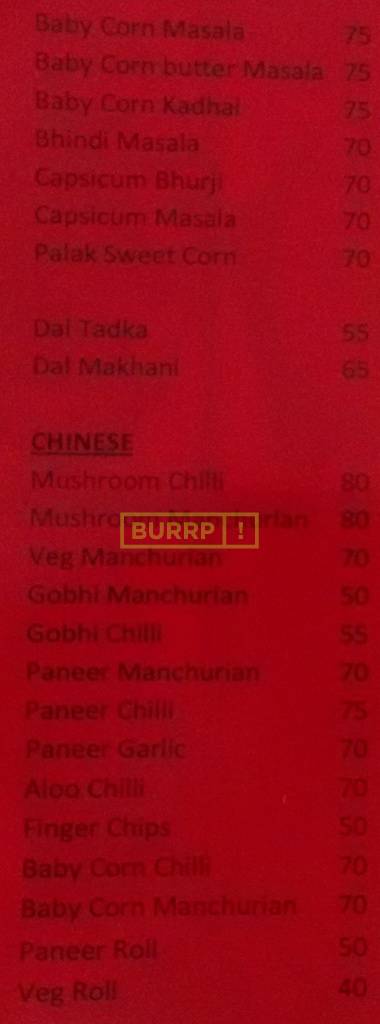 Baby Corn Masala 75
Baby Corn butter Masala 75
Baby Corn Kadhal 75
Bhindi Masala 70
Capsicum Bhurji 70
Capsicum Masala 70
Palak Sweet Corn 70
Dal Tadka 55
Dal Makhani 65
CHINESE
Mushroom Chilli 80
Mushroom Manchurian 80
BURRP!
Veg Manchurian 70
Gobhi Manchurian 50
Gobhi Chilli 55
Paneer Manchurian 70
Paneer Chilli 75
Paneer Garlic 70
Aloo Chilli 70
Finger Chips 50
Baby Corn Chilli 70
Baby Corn Manchurian 70
Paneer Roll 50
Veg Roll 40